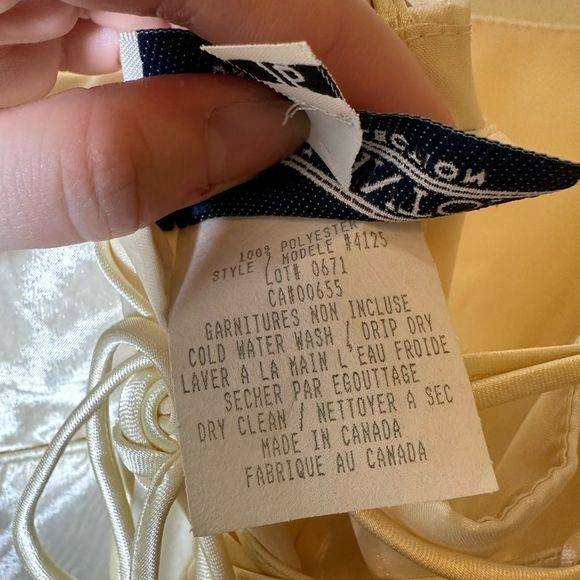 COLLECTION
100% POLYESTER
STYLE / MODELE #4125
LOT# 0671
CA#00655
GARNITURES NON INCLUSE
COLD WATER WASH / DRIP DRY
LAVER A LA MAIN L'EAU FROIDE
SECHER PAR EGOUTTAGE
DRY CLEAN / NETTOYER A SEC
MADE IN CANADA
FABRIQUE AU CANADA